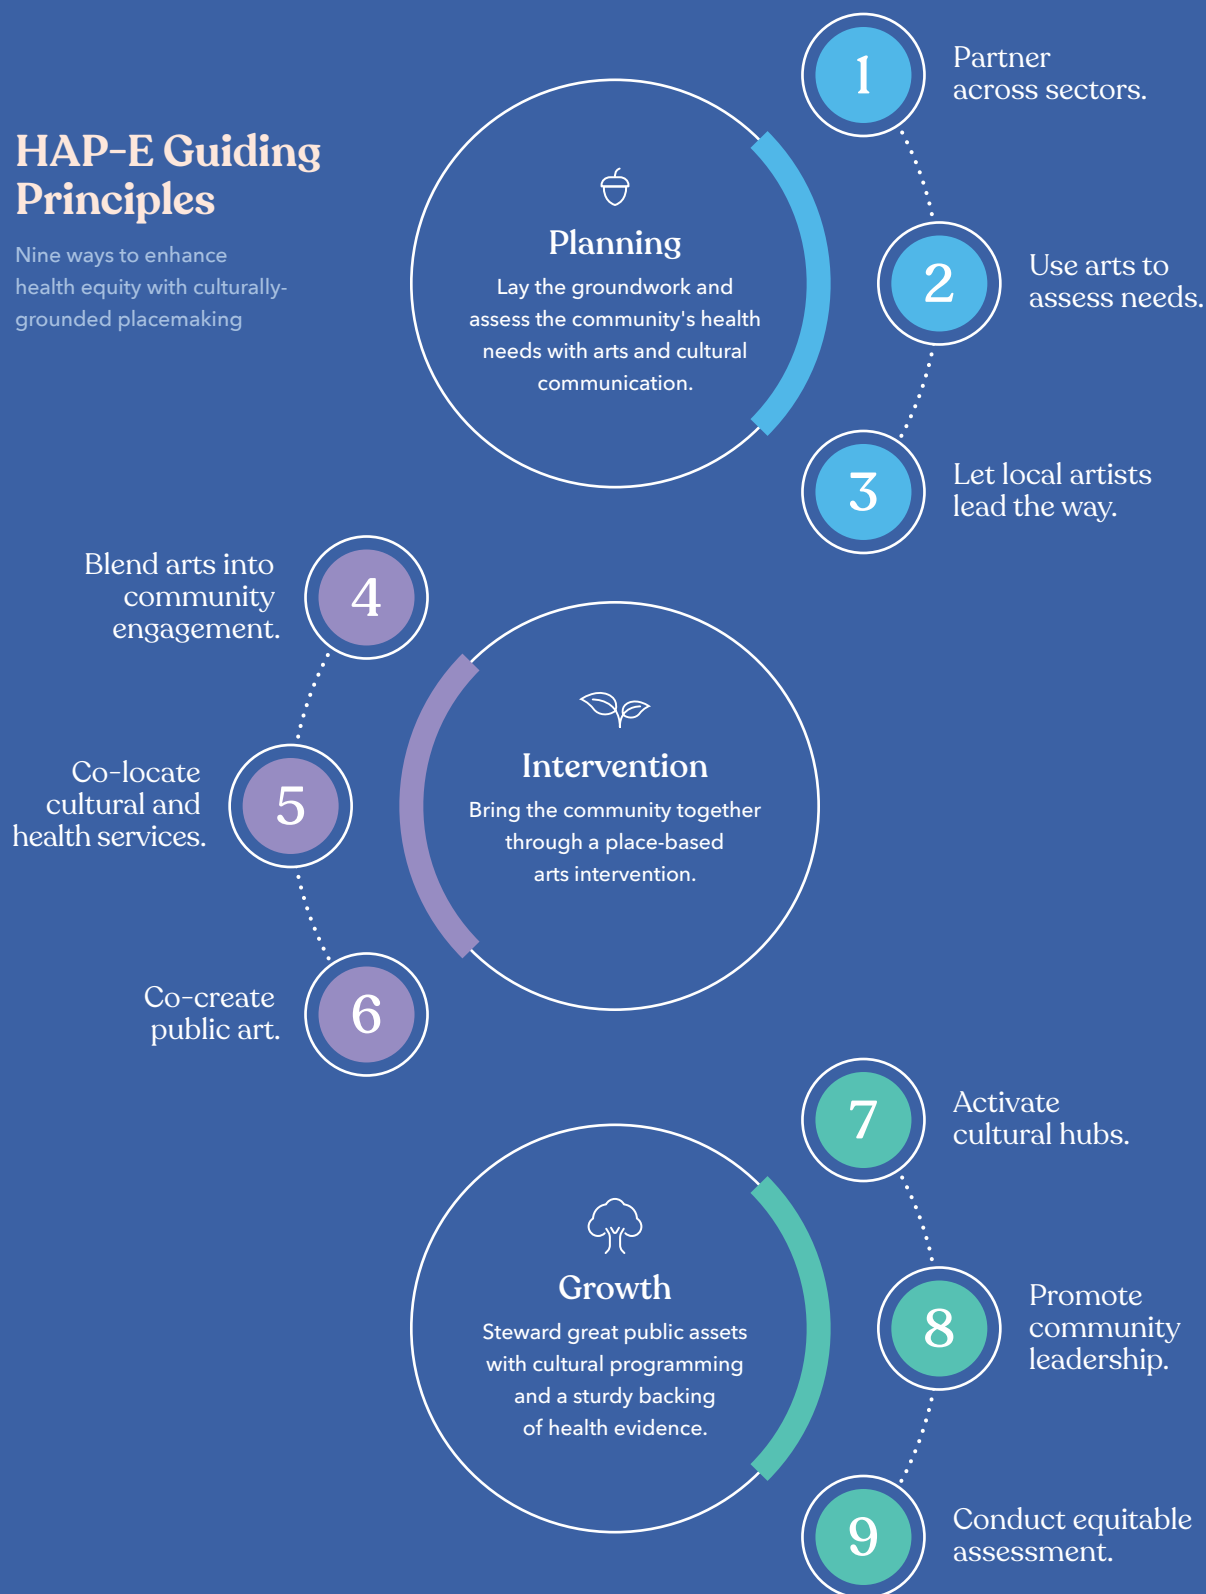 HAP-E Guiding
Principles
Nine ways to enhance
health equity with culturally-
grounded placemaking
Planning
Lay the groundwork and
assess the community's health
needs with arts and cultural
communication.
1
Partner
across sectors.
2
Use arts to
assess needs.
3
Let local artists
lead the way.
Intervention
Bring the community together
through a place-based
arts intervention.
4
Blend arts into
community
engagement.
5
Co-locate
cultural and
health services.
6
Co-create
public art.
Growth
Steward great public assets
with cultural programming
and a sturdy backing
of health evidence.
7
Activate
cultural hubs.
8
Promote
community
leadership.
9
Conduct equitable
assessment.